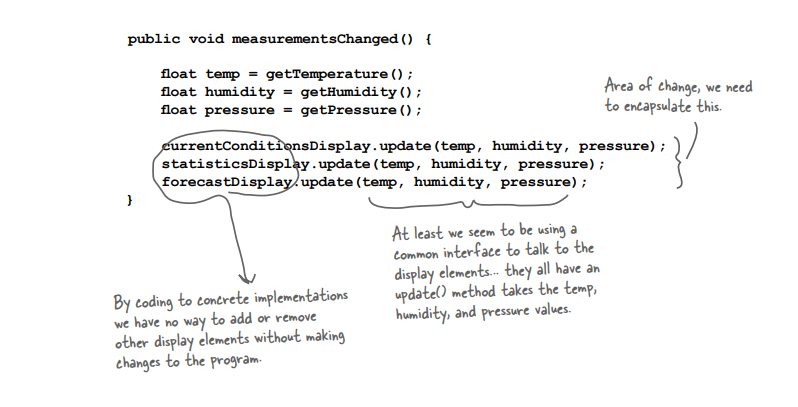 public void measurementsChanged() {
float temp = getTemperature();
float humidity = getHumidity();
float pressure = getPressure();
currentConditionsDisplay.update(temp, humidity, pressure);
statisticsDisplay.update(temp, humidity, pressure);
forecastDisplay.update(temp, humidity, pressure);
}
Area of change, we need
to encapsulate this.
At least we seem to be using a
common interface to talk to the
display elements... they all have an
update() method takes the temp,
humidity, and pressure values.
By coding to concrete implementations
we have no way to add or remove
other display elements without making
changes to the program.